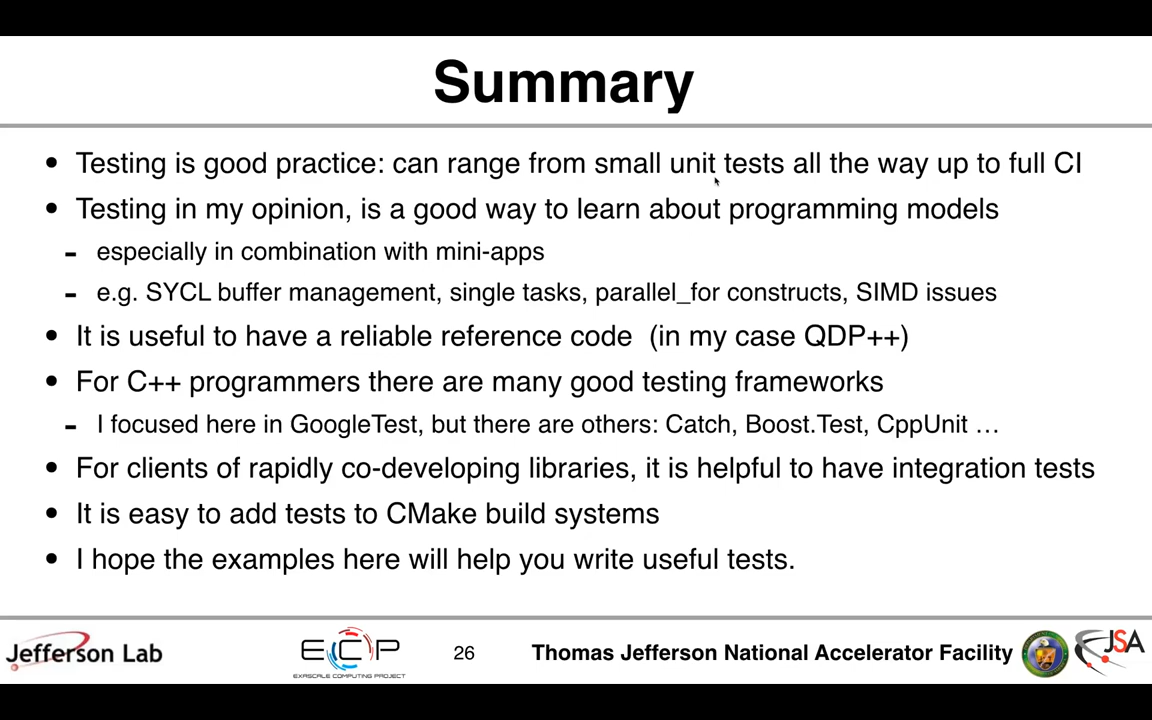 Summary
• Testing is good practice: can range from small unit tests all the way up to full CI
• Testing in my opinion, is a good way to learn about programming models
- especially in combination with mini-apps
- e.g. SYCL buffer management, single tasks, parallel_for constructs, SIMD issues
• It is useful to have a reliable reference code (in my case QDP++)
• For C++ programmers there are many good testing frameworks
- I focused here in GoogleTest, but there are others: Catch, Boost.Test, CppUnit …
• For clients of rapidly co-developing libraries, it is helpful to have integration tests
• It is easy to add tests to CMake build systems
• I hope the examples here will help you write useful tests.
Jefferson Lab
ECP
EXASCALE COMPUTING PROJECT
26
Thomas Jefferson National Accelerator Facility
JSA